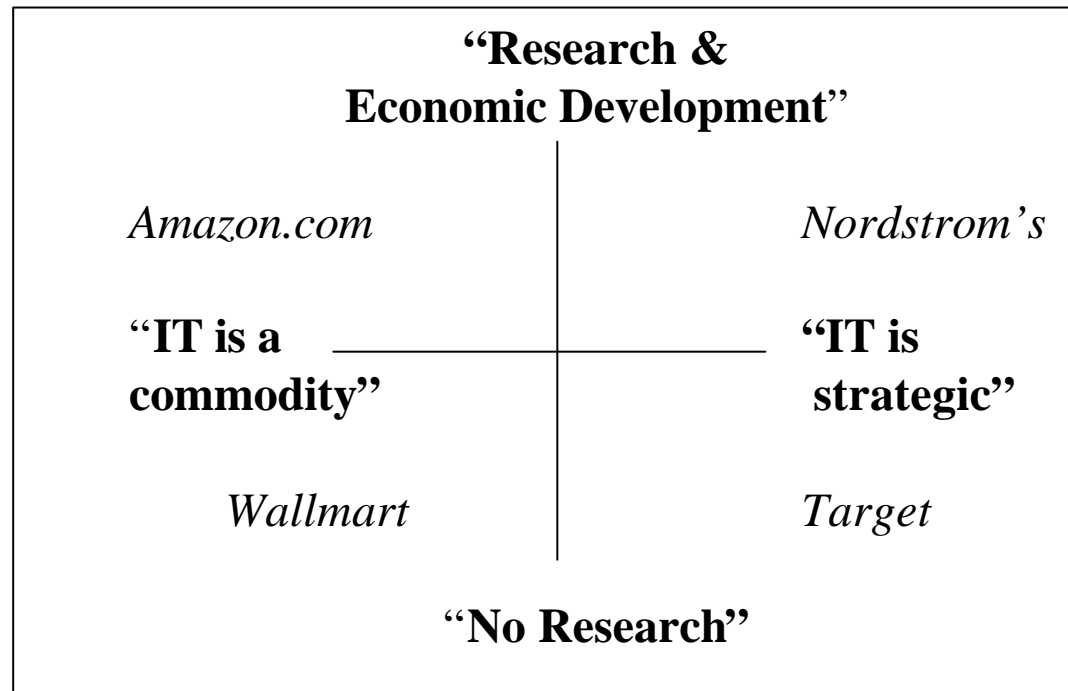 “Research &
Economic Development”
Amazon.com
Nordstrom’s
“IT is a
commodity”
“IT is
strategic”
Wallmart
Target
“No Research”